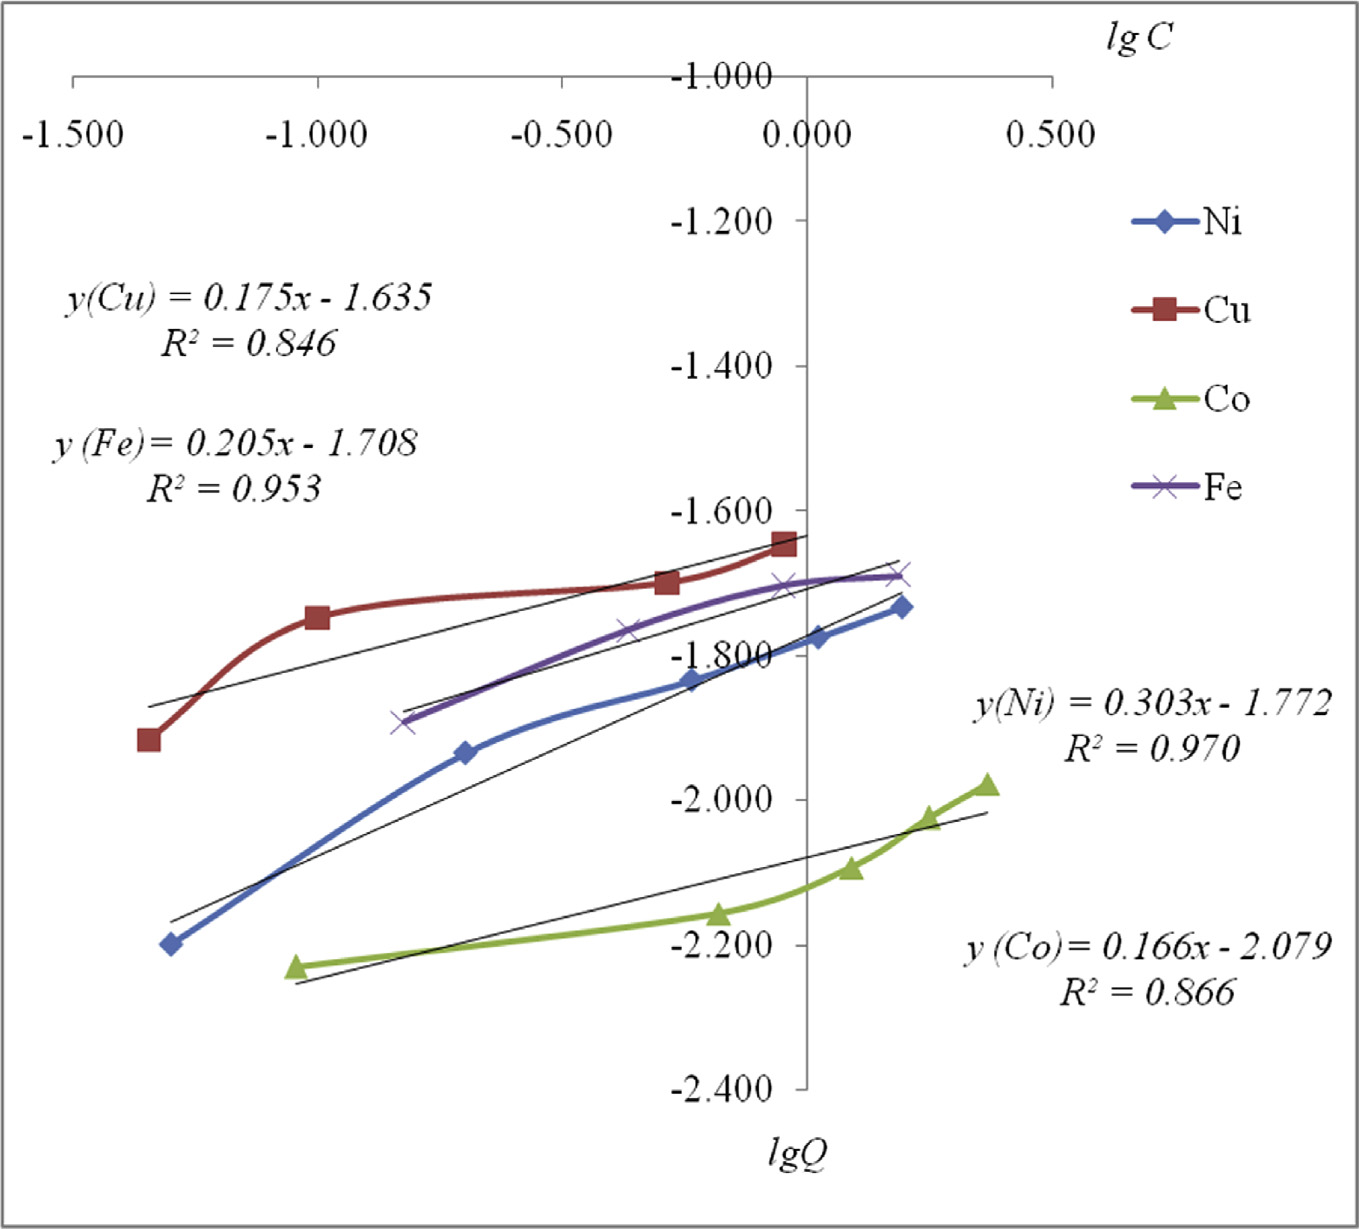 lg C
-1.000
-1.500 -1.000 -0.500 0.000 0.500
-1.200
Ni
y(Cu) = 0.175x - 1.635
R² = 0.846
Cu
-1.400
Co
y (Fe)= 0.205x - 1.708
R² = 0.953
Fe
-1.600
-1.800
y(Ni) = 0.303x - 1.772
R² = 0.970
-2.000
-2.200
y (Co)= 0.166x - 2.079
R² = 0.866
-2.400
lgQ